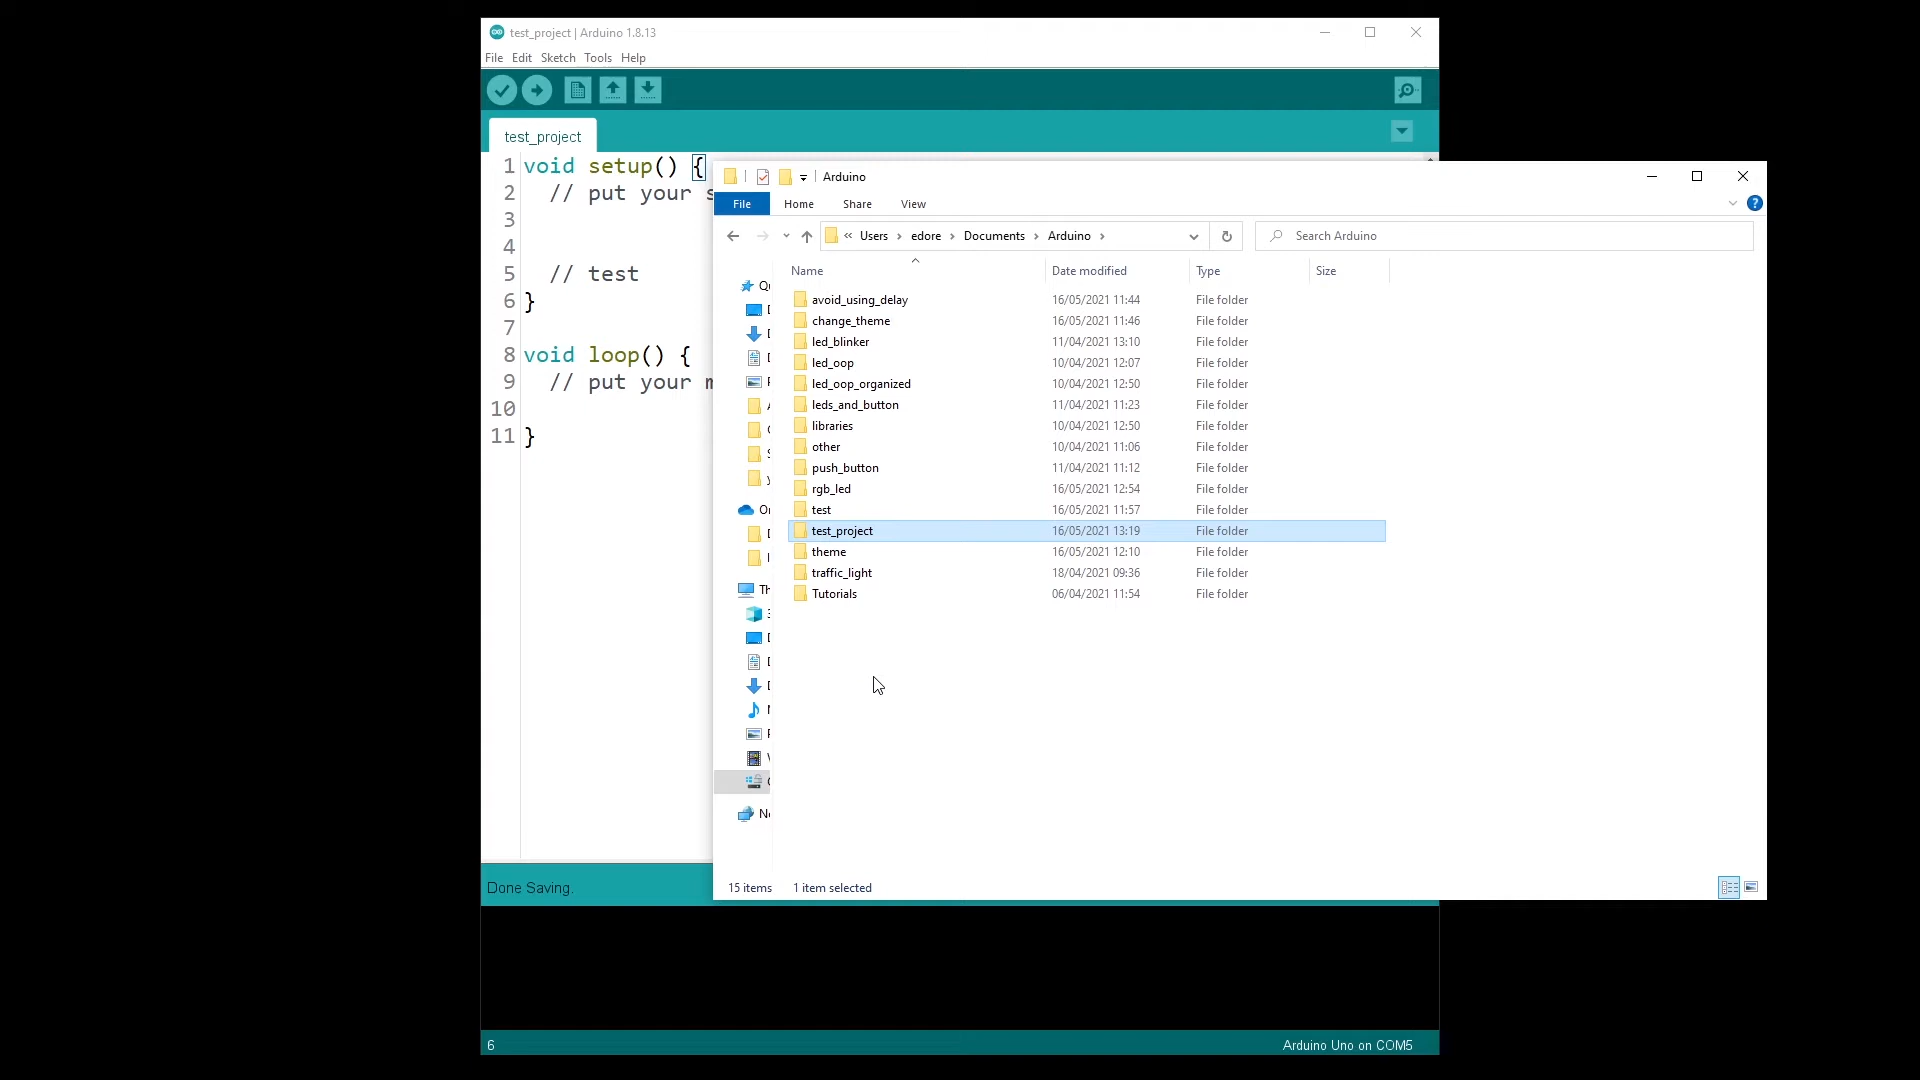 test_project | Arduino 1.8.13
File Edit Sketch Tools Help
test_project
1 void setup() {
2 // put your s
3
4
5 // test
6 }
7
8 void loop() {
9 // put your m
10
11 }
Done Saving.
6
Arduino Uno on COM5
Arduino
File Home Share View
« Users › edore › Documents › Arduino ›
Search Arduino
Name Date modified Type Size
avoid_using_delay 16/05/2021 11:44 File folder
change_theme 16/05/2021 11:46 File folder
led_blinker 11/04/2021 13:10 File folder
led_oop 10/04/2021 12:07 File folder
led_oop_organized 10/04/2021 12:50 File folder
leds_and_button 11/04/2021 11:23 File folder
libraries 10/04/2021 12:50 File folder
other 10/04/2021 11:06 File folder
push_button 11/04/2021 11:12 File folder
rgb_led 16/05/2021 12:54 File folder
test 16/05/2021 11:57 File folder
test_project 16/05/2021 13:19 File folder
theme 16/05/2021 12:10 File folder
traffic_light 18/04/2021 09:36 File folder
Tutorials 06/04/2021 11:54 File folder
15 items 1 item selected